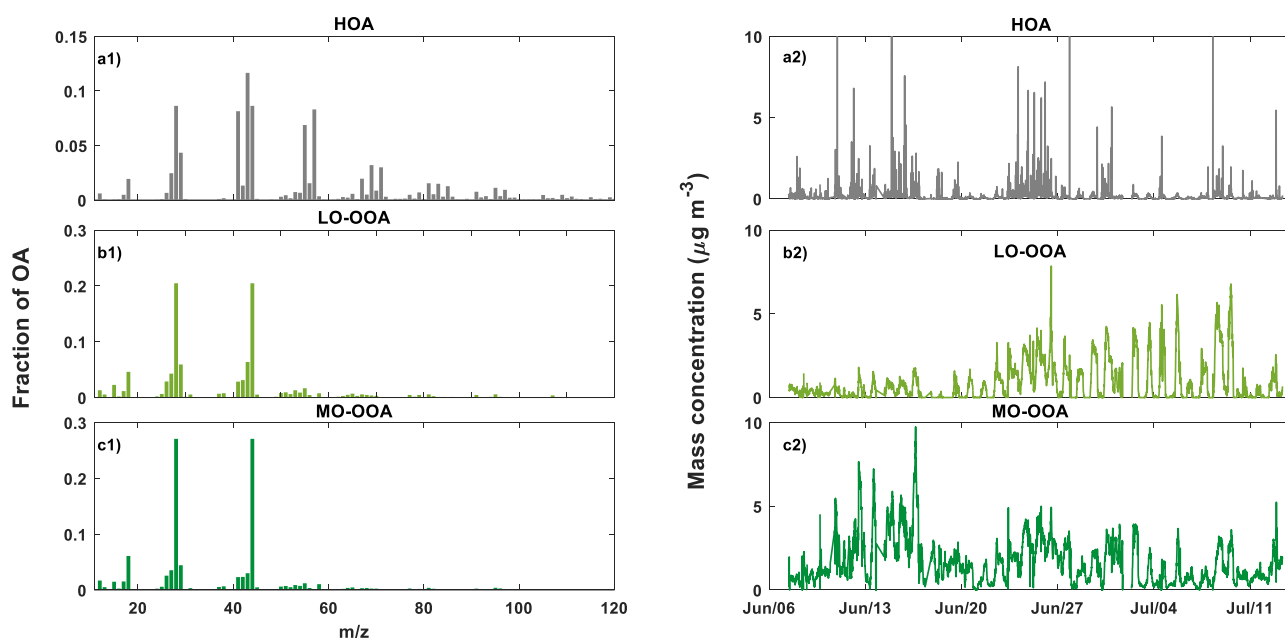 HOA
0.15
a1)
0.1
0.05
0
LO-OOA
0.3
b1)
0.2
0.1
0
MO-OOA
0.3
c1)
0.2
0.1
0
20 40 60 80 100 120
m/z
Fraction of OA
HOA
10
a2)
5
0
10
b2)
LO-OOA
5
0
MO-OOA
10
c2)
5
0
Jun/06 Jun/13 Jun/20 Jun/27 Jul/04 Jul/11
Mass concentration (μg m⁻³)